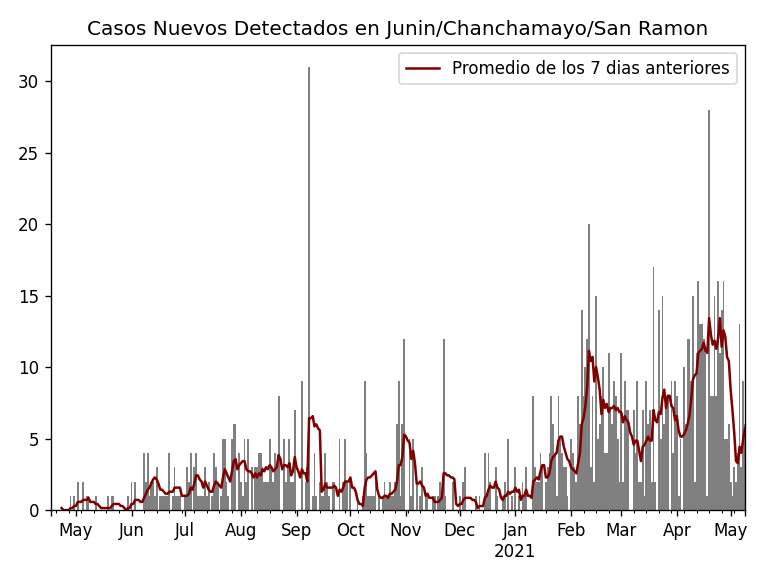 Casos Nuevos Detectados en Junin/Chanchamayo/San Ramon
Promedio de los 7 dias anteriores
30
25
20
15
10
5
0
May Jun Jul Aug Sep Oct Nov Dec Jan Feb Mar Apr May
2021